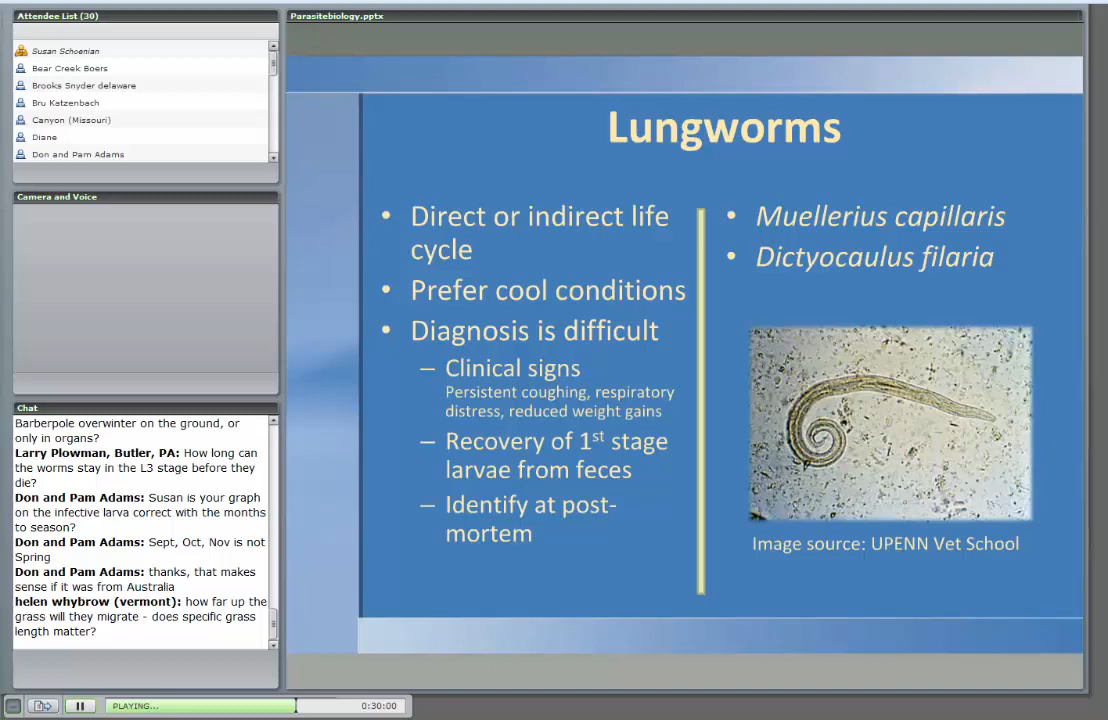 Attendee List (30)
Susan Schoenian
Bear Creek Boers
Brooks Snyder delaware
Bru Katzenbach
Canyon (Missouri)
Diane
Don and Pam Adams
Camera and Voice
Chat
Barberpole overwinter on the ground, or
only in organs?
Larry Plowman, Butler, PA: How long can
the worms stay in the L3 stage before they
die?
Don and Pam Adams: Susan is your graph
on the infective larva correct with the months
to season?
Don and Pam Adams: Sept, Oct, Nov is not
Spring
Don and Pam Adams: thanks, that makes
sense if it was from Australia
helen whybrow (vermont): how far up the
grass will they migrate - does specific grass
length matter?
PLAYING...
0:30:00
Parasitebiology.pptx
Lungworms
• Direct or indirect life
cycle
• Prefer cool conditions
• Diagnosis is difficult
– Clinical signs
Persistent coughing, respiratory
distress, reduced weight gains
– Recovery of 1st stage
larvae from feces
– Identify at post-
mortem
• Muellerius capillaris
• Dictyocaulus filaria
Image source: UPENN Vet School